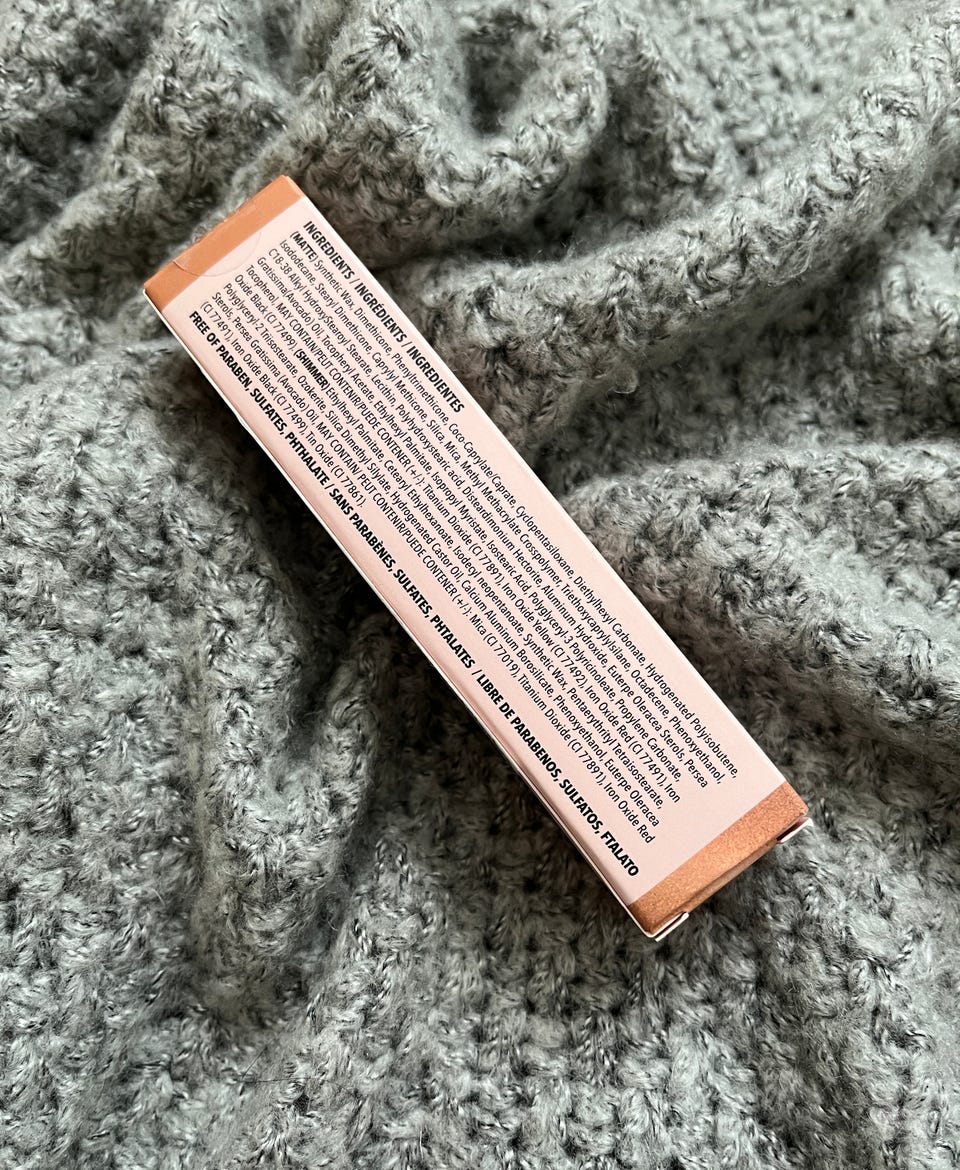 INGREDIENTS / INGRÉDIENTS / INGREDIENTES
(MATTE) Synthetic Wax, Dimethicone, Phenyltrimethicone, Coco-Caprylate/Caprate, Cyclopentasiloxane, Diethylhexyl Carbonate, Hydrogenated Polyisobutene,
Isododecane, Stearyl Dimethicone, Caprylyl Methicone, Silica, Mica, Methyl Methacrylate Crosspolymer, Triethoxycaprylylsilane, Octadecene, Phenoxyethanol,
C18-38 Alkyl HydroxyStearoyl Stearate, Lecithin, Polyhydroxystearic acid, Disteardimonium Hectorite, Aluminum Hydroxide, Euterpe Oleracea Sterols, Persea
Gratissima(Avocado) Oil, Tocopheryl Acetate, Ethylhexyl Palmitate, Isopropyl Myristate, Isostearic Acid, Polyglyceryl-3 Polyricinoleate, Propylene Carbonate,
Tocopherol, MAY CONTAIN/PEUT CONTENIR/PUEDE CONTENER (+/-): Titanium Dioxide (CI 77891), Iron Oxide Yellow (CI 77492), Iron Oxide Red (CI 77491), Iron
Oxide Black (CI 77499). (SHIMMER) Ethylhexyl Palmitate, Cetearyl Ethylhexanoate, Isodecyl neopentanoate, Synthetic Wax, Pentaerythrityl Tetraisostearate,
Polyglyceryl-2 Triisostearate, Ozokerite, Silica Dimethyl Silylate, Hydrogenated Castor Oil, Calcium Aluminum Borosilicate, Phenoxyethanol, Euterpe Oleracea
Sterols, Persea Gratissima (Avocado) Oil, MAY CONTAIN/ PEUT CONTENIR/PUEDE CONTENER (+/-): Mica (CI 77019), Titanium Dioxide (CI 77891), Iron Oxide Red
(CI 77491), Iron Oxide Black (CI 77499), Tin Oxide (CI 77861).
FREE OF PARABEN, SULFATES, PHTHALATE / SANS PARABÈNES, SULFATES, PHTALATES / LIBRE DE PARABENOS, SULFATOS, FTALATO